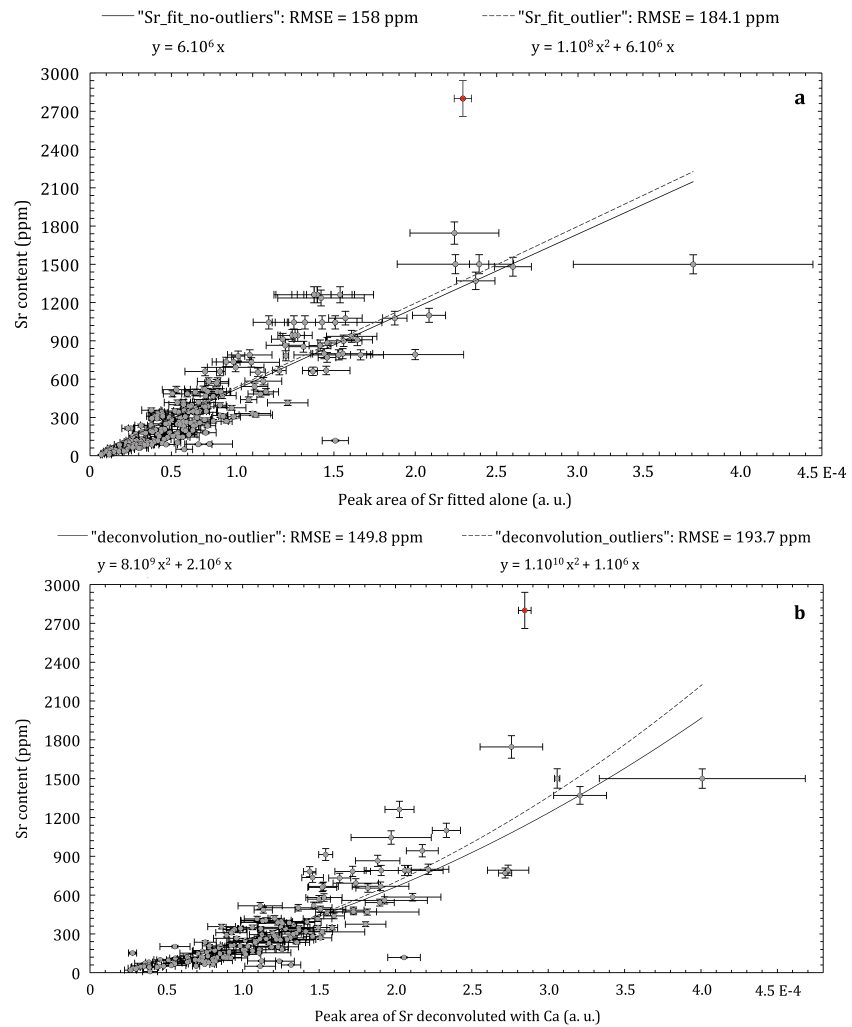 "Sr_fit_no-outliers": RMSE = 158 ppm "Sr_fit_outlier": RMSE = 184.1 ppm
y = 6.10⁶ x y = 1.10⁸ x² + 6.10⁶ x
3000
a
2700
2400
2100
1800
1500
1200
900
600
300
0
Sr content (ppm)
0 0.5 1.0 1.5 2.0 2.5 3.0 3.5 4.0 4.5 E-4
Peak area of Sr fitted alone (a. u.)
"deconvolution_no-outlier": RMSE = 149.8 ppm "deconvolution_outliers": RMSE = 193.7 ppm
y = 8.10⁹ x² + 2.10⁶ x y = 1.10¹⁰ x² + 1.10⁶ x
3000
b
2700
2400
2100
1800
1500
1200
900
600
300
0
Sr content (ppm)
0 0.5 1.0 1.5 2.0 2.5 3.0 3.5 4.0 4.5 E-4
Peak area of Sr deconvoluted with Ca (a. u.)